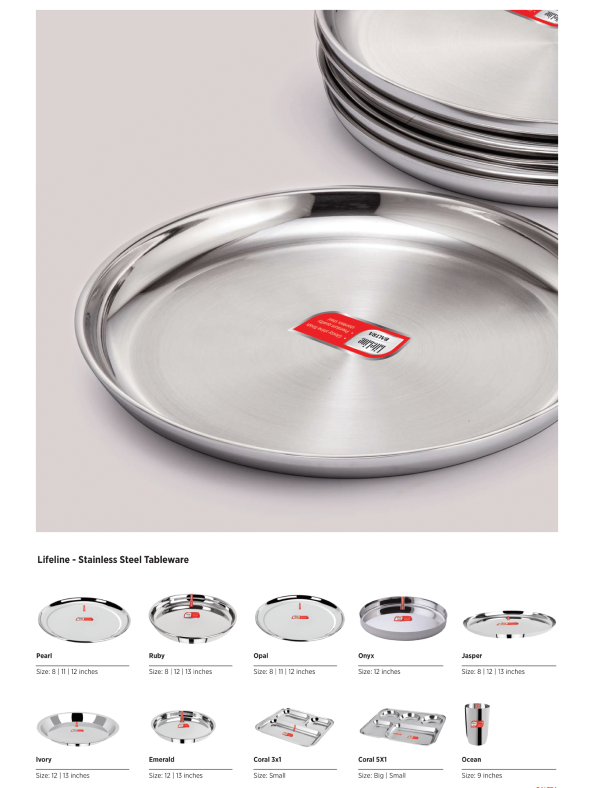 LifeLine
BALTRA
Lifeline - Stainless Steel Tableware
Pearl
Size: 8 | 11 | 12 inches
Ruby
Size: 8 | 12 | 13 inches
Opal
Size: 8 | 11 | 12 inches
Onyx
Size: 12 inches
Jasper
Size: 8 | 12 | 13 inches
Ivory
Size: 12 | 13 inches
Emerald
Size: 12 | 13 inches
Coral 3x1
Size: Small
Coral 5X1
Size: Big | Small
Ocean
Size: 9 inches